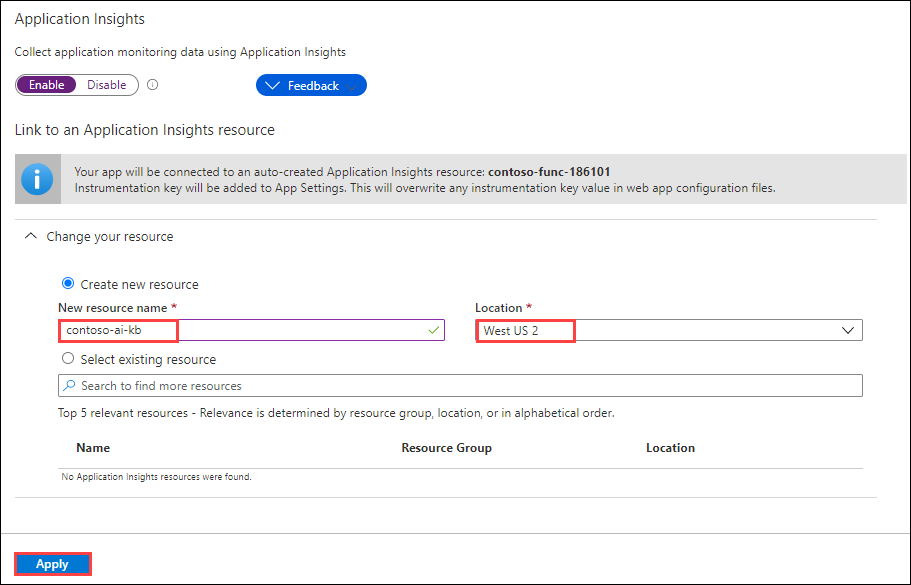 Application Insights
Collect application monitoring data using Application Insights
Enable Disable
Feedback
Link to an Application Insights resource
Your app will be connected to an auto-created Application Insights resource: contoso-func-186101
Instrumentation key will be added to App Settings. This will overwrite any instrumentation key value in web app configuration files.
Change your resource
Create new resource
New resource name * Location *
contoso-ai-kb West US 2
Select existing resource
Search to find more resources
Top 5 relevant resources - Relevance is determined by resource group, location, or in alphabetical order.
Name Resource Group Location
No Application Insights resources were found.
Apply